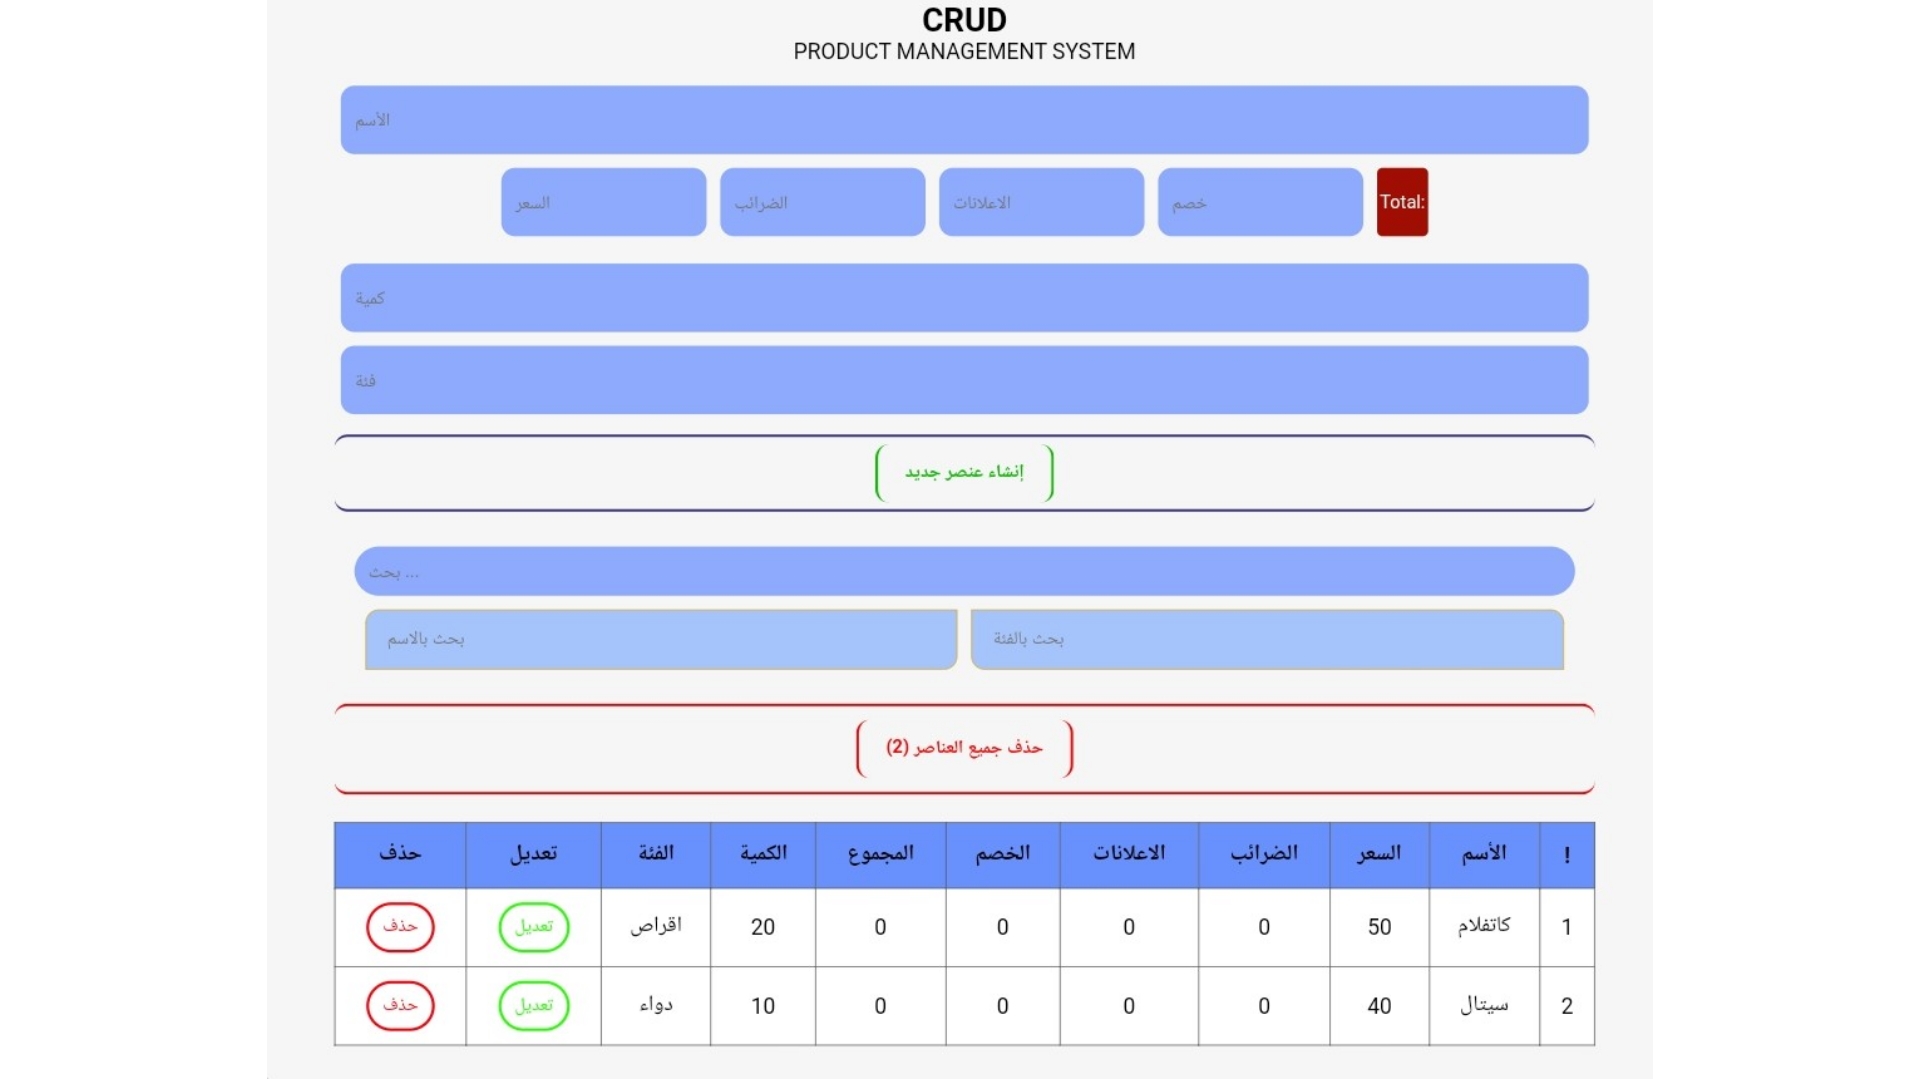 CRUD
PRODUCT MANAGEMENT SYSTEM
الأسم
السعر الضرائب الاعلانات خصم Total:
كمية
فئة
إنشاء عنصر جديد
بحث ...
بحث بالاسم بحث بالفئة
حذف جميع العناصر (2)
! الأسم السعر الضرائب الاعلانات الخصم المجموع الكمية الفئة تعديل حذف
1 كاتفلام 50 0 0 0 0 20 اقراص تعديل حذف
2 سيتال 40 0 0 0 0 10 دواء تعديل حذف